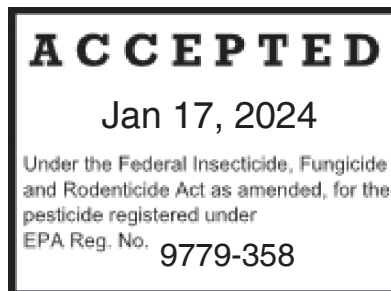 ACCEPTED
Jan 17, 2024
Under the Federal Insecticide, Fungicide
and Rodenticide Act as amended, for the
pesticide registered under
EPA Reg. No. 9779-358